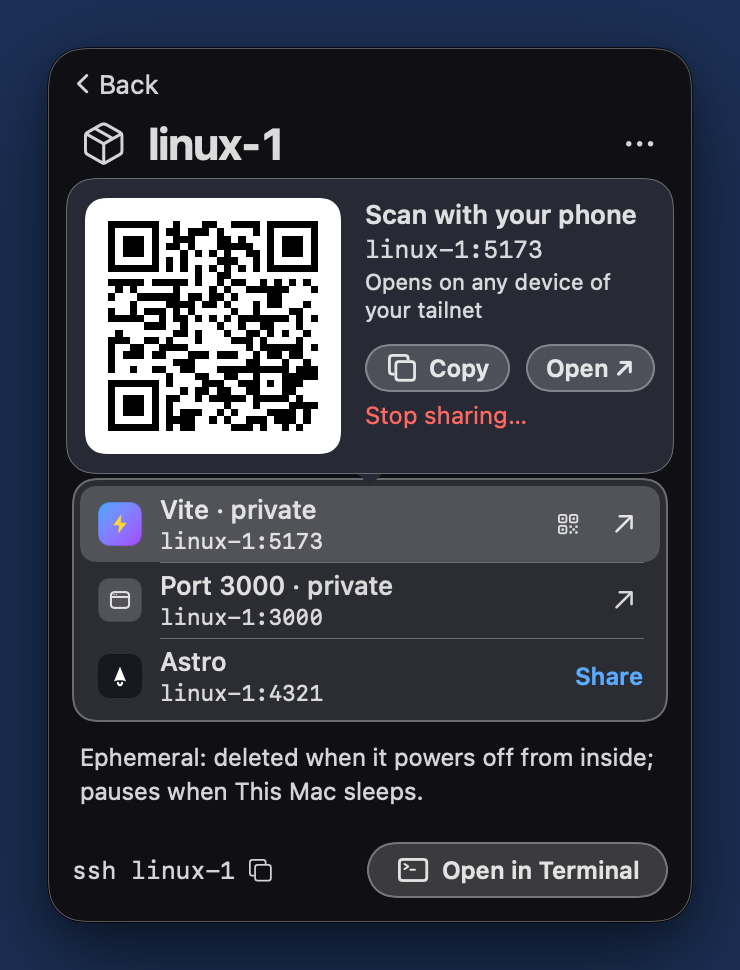 Back
linux-1
Scan with your phone
linux-1:5173
Opens on any device of
your tailnet
Copy
Open
Stop sharing…
Vite · private
linux-1:5173
Port 3000 · private
linux-1:3000
Astro
linux-1:4321
Share
Ephemeral: deleted when it powers off from inside;
pauses when This Mac sleeps.
ssh linux-1
Open in Terminal